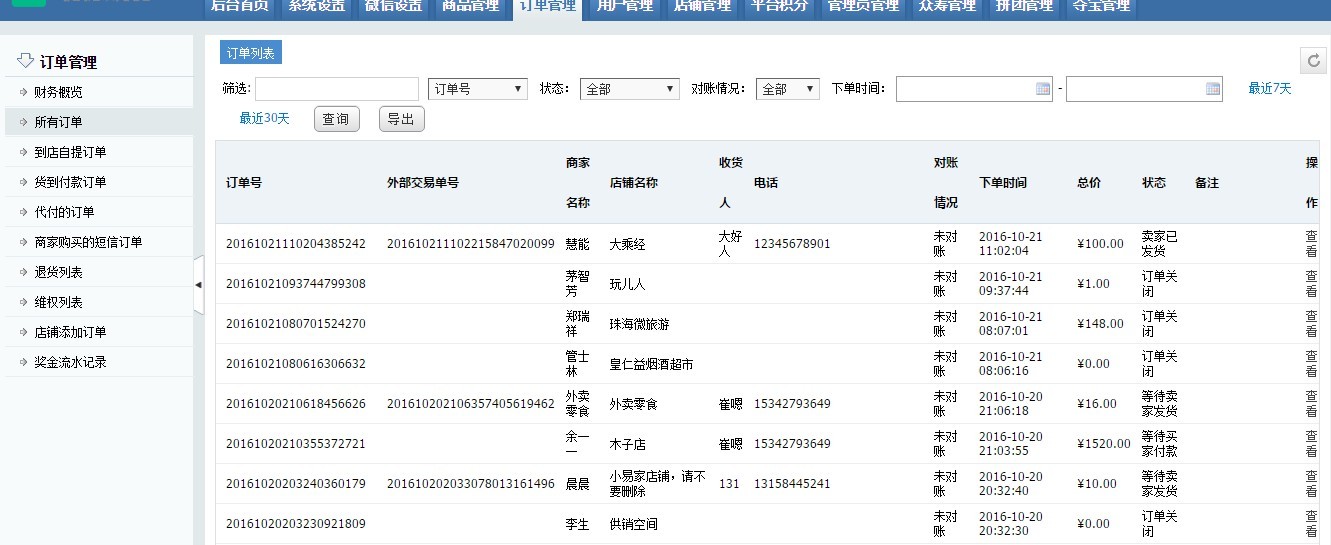 后台首页 系统设置 微信设置 商品管理 订单管理 用户管理 店铺管理 平台积分 管理员管理 众筹管理 拼团管理 夺宝管理
订单管理
财务概览
所有订单
到店自提订单
货到付款订单
代付的订单
商家购买的短信订单
退货列表
维权列表
店铺添加订单
奖金流水记录
订单列表
筛选: 订单号 状态： 全部 对账情况： 全部 下单时间： - 最近7天
最近30天 查询 导出
订单号 外部交易单号 商家名称 店铺名称 收货人 电话 对账情况 下单时间 总价 状态 备注 操作
20161021110204385242 201610211102215847020099 慧能 大乘经 大好人 12345678901 未对账 2016-10-21 11:02:04 ¥100.00 卖家已发货 查看
20161021093744799308 茅智芳 玩儿人 未对账 2016-10-21 09:37:44 ¥1.00 订单关闭 查看
20161021080701524270 郑瑞祥 珠海微旅游 未对账 2016-10-21 08:07:01 ¥148.00 订单关闭 查看
20161021080616306632 管士林 皇仁益烟酒超市 未对账 2016-10-21 08:06:16 ¥0.00 订单关闭 查看
20161020210618456626 201610202106357405619462 外卖零食 外卖零食 崔嗯 15342793649 未对账 2016-10-20 21:06:18 ¥16.00 等待卖家发货 查看
20161020210355372721 余一一 木子店 崔嗯 15342793649 未对账 2016-10-20 21:03:55 ¥1520.00 等待买家付款 查看
20161020203240360179 201610202033078013161496 晨晨 小易家店铺，请不要删除 131 13158445241 未对账 2016-10-20 20:32:40 ¥10.00 等待卖家发货 查看
20161020203230921809 李生 供销空间 未对账 2016-10-20 20:32:30 ¥0.00 订单关闭 查看